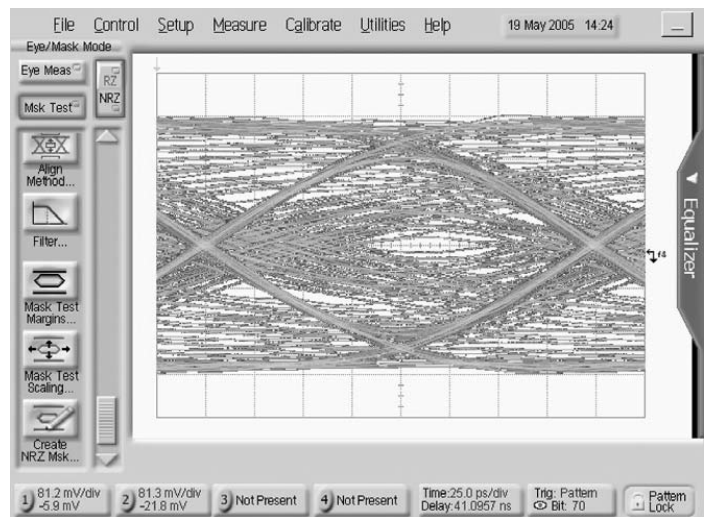 File Control Setup Measure Calibrate Utilities Help 19 May 2005 14:24
Eye/Mask Mode
Eye Meas
RZ
NRZ
Msk Test
Align
Method...
Filter...
Mask Test
Margins...
Mask Test
Scaling...
Create
NRZ Msk...
Equalizer
f4
1) 81.2 mV/div
-5.9 mV
2) 81.3 mV/div
-21.8 mV
3) Not Present
4) Not Present
Time:25.0 ps/div
Delay:41.0957 ns
Trig: Pattern
Bit: 70
Pattern
Lock